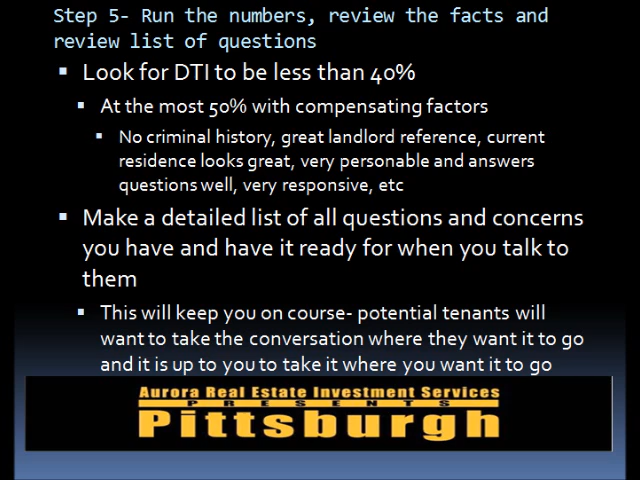 Step 5- Run the numbers, review the facts and
review list of questions
Look for DTI to be less than 40%
At the most 50% with compensating factors
No criminal history, great landlord reference, current
residence looks great, very personable and answers
questions well, very responsive, etc
Make a detailed list of all questions and concerns
you have and have it ready for when you talk to
them
This will keep you on course- potential tenants will
want to take the conversation where they want it to go
and it is up to you to take it where you want it to go
Aurora Real Estate Investment Services
PRESENTS
Pittsburgh